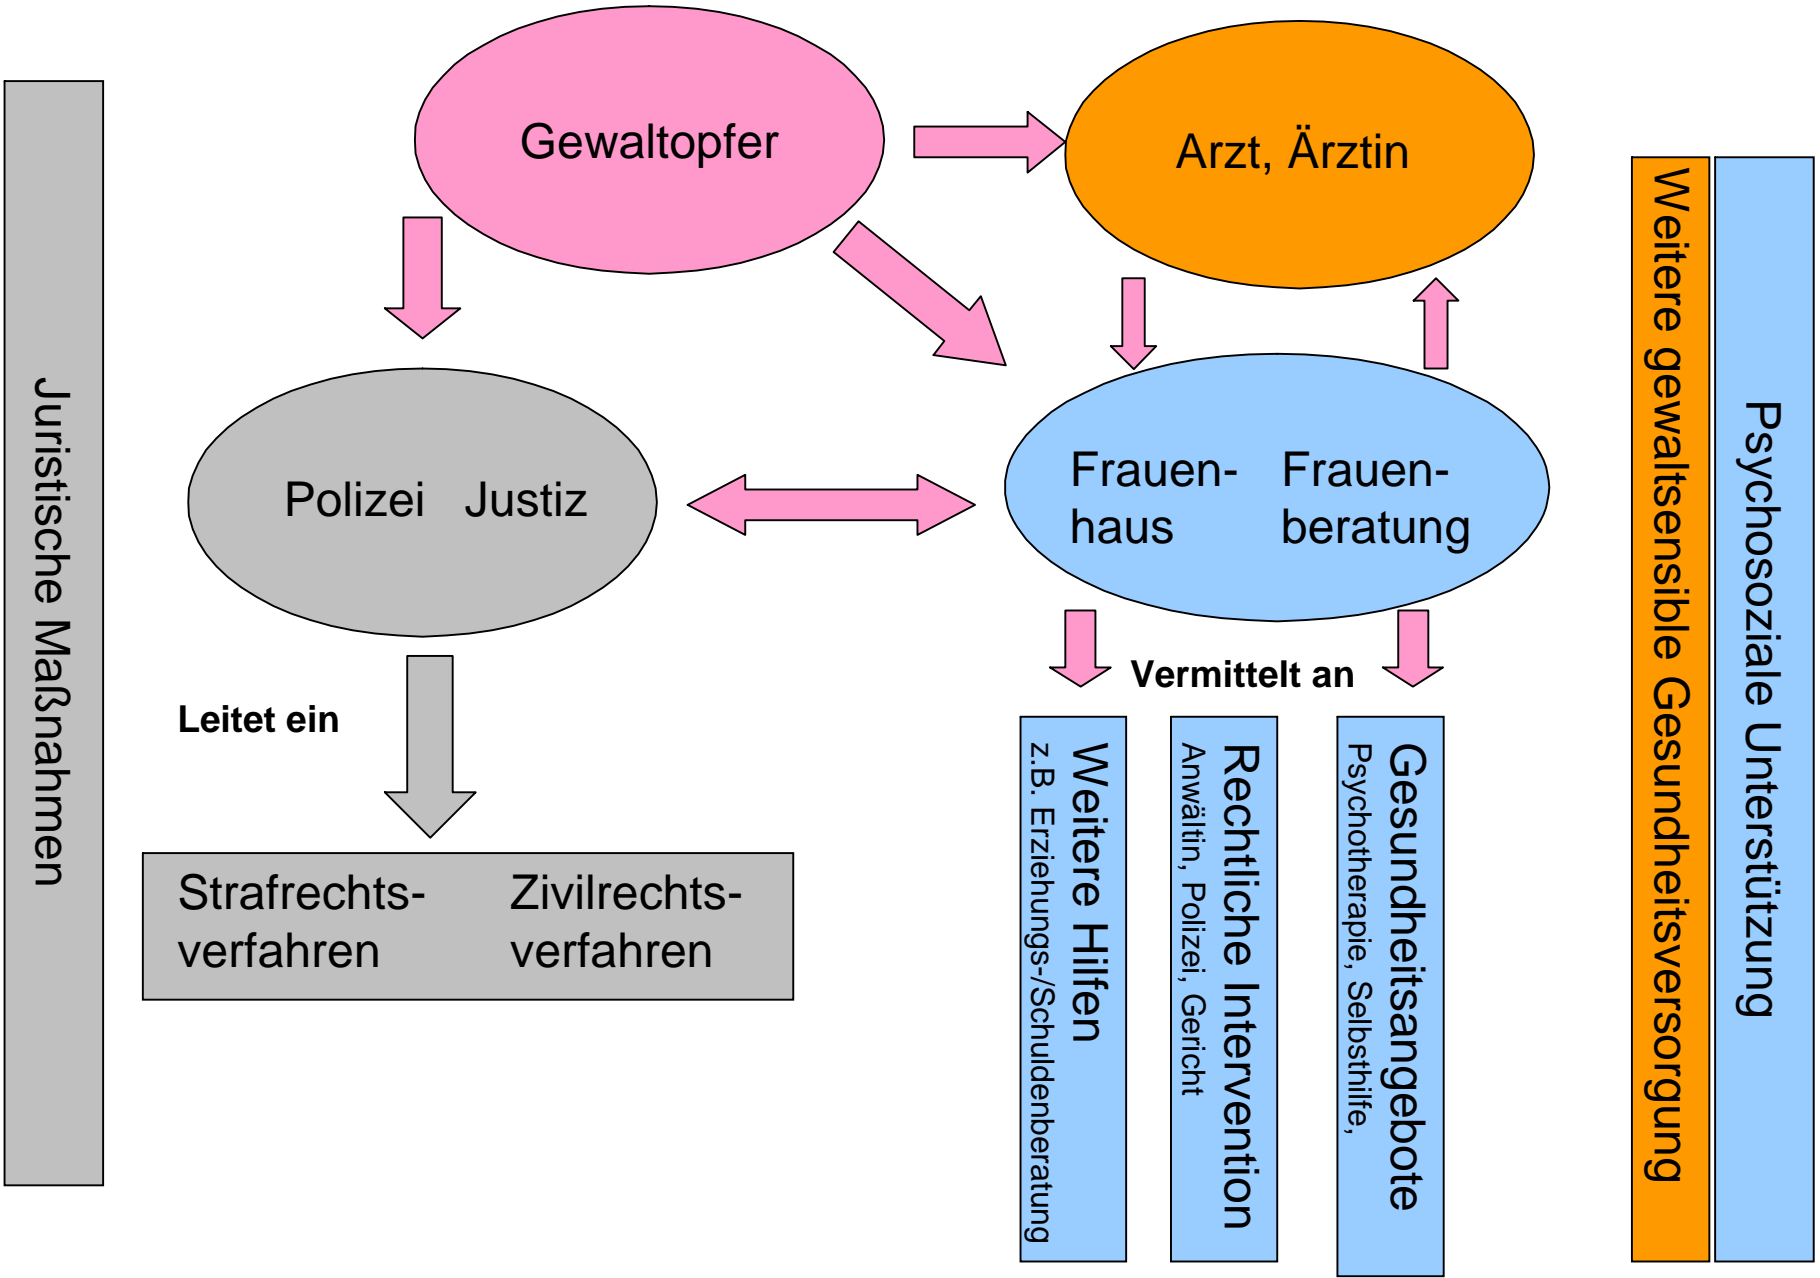 Gewaltopfer
Arzt, Ärztin
Juristische Maßnahmen
Polizei Justiz
Frauen-
haus
Frauen-
beratung
Leitet ein
Vermittelt an
Strafrechts-
verfahren
Zivilrechts-
verfahren
Weitere Hilfen
z.B. Erziehungs-/Schuldenberatung
Rechtliche Intervention
Anwältin, Polizei, Gericht
Gesundheitsangebote
Psychotherapie, Selbsthilfe,
Weitere gewaltsensible Gesundheitsversorgung
Psychosoziale Unterstützung